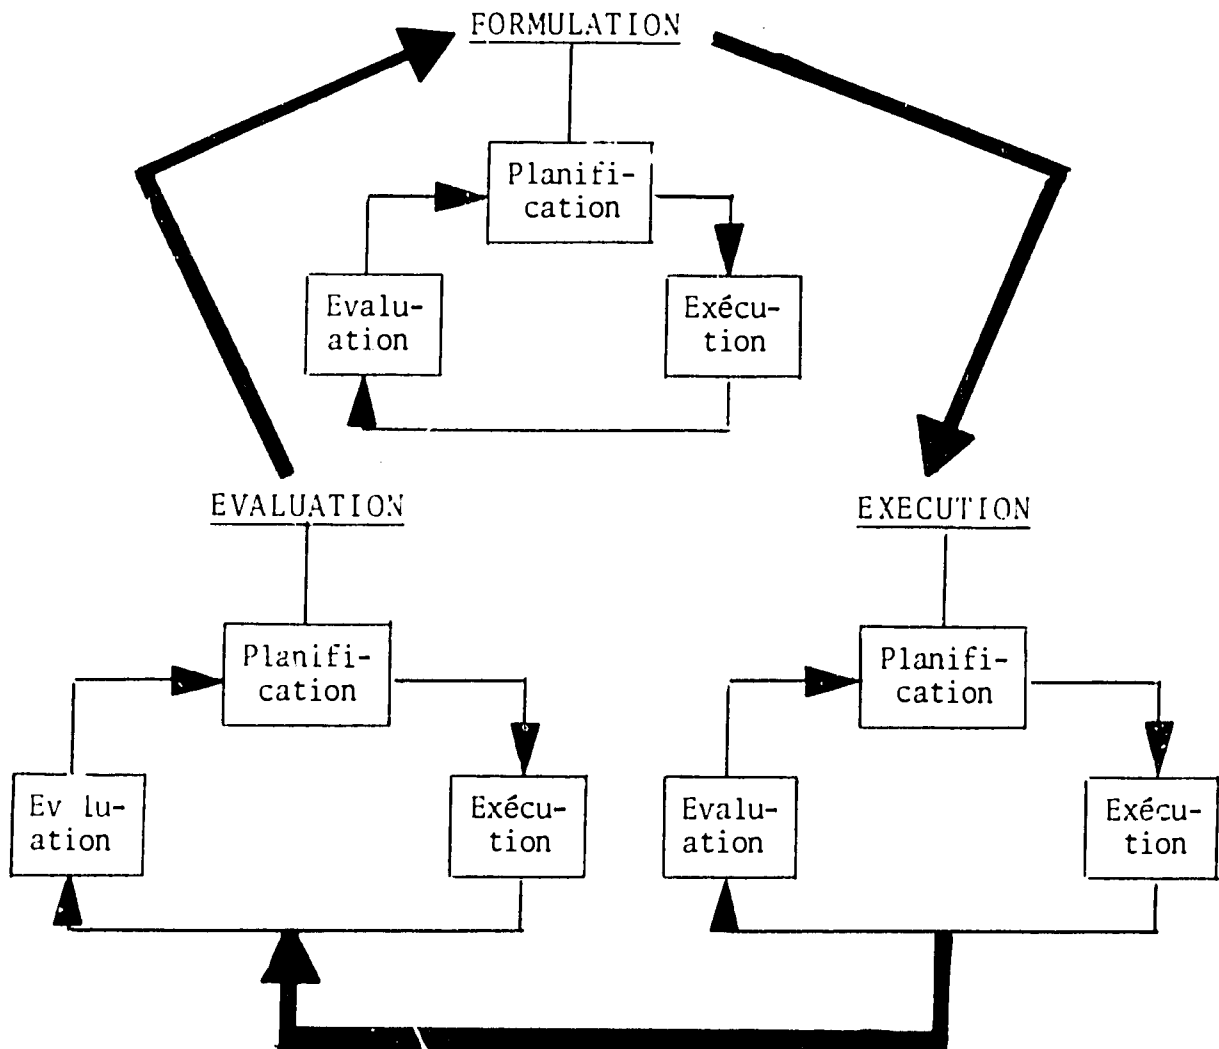 FORMULATION
Planifi-
cation
Evalu-
ation
Exécu-
tion
EVALUATION
EXECUTION
Planifi-
cation
Ev lu-
ation
Exécu-
tion
Planifi-
cation
Evalu-
ation
Exécu-
tion